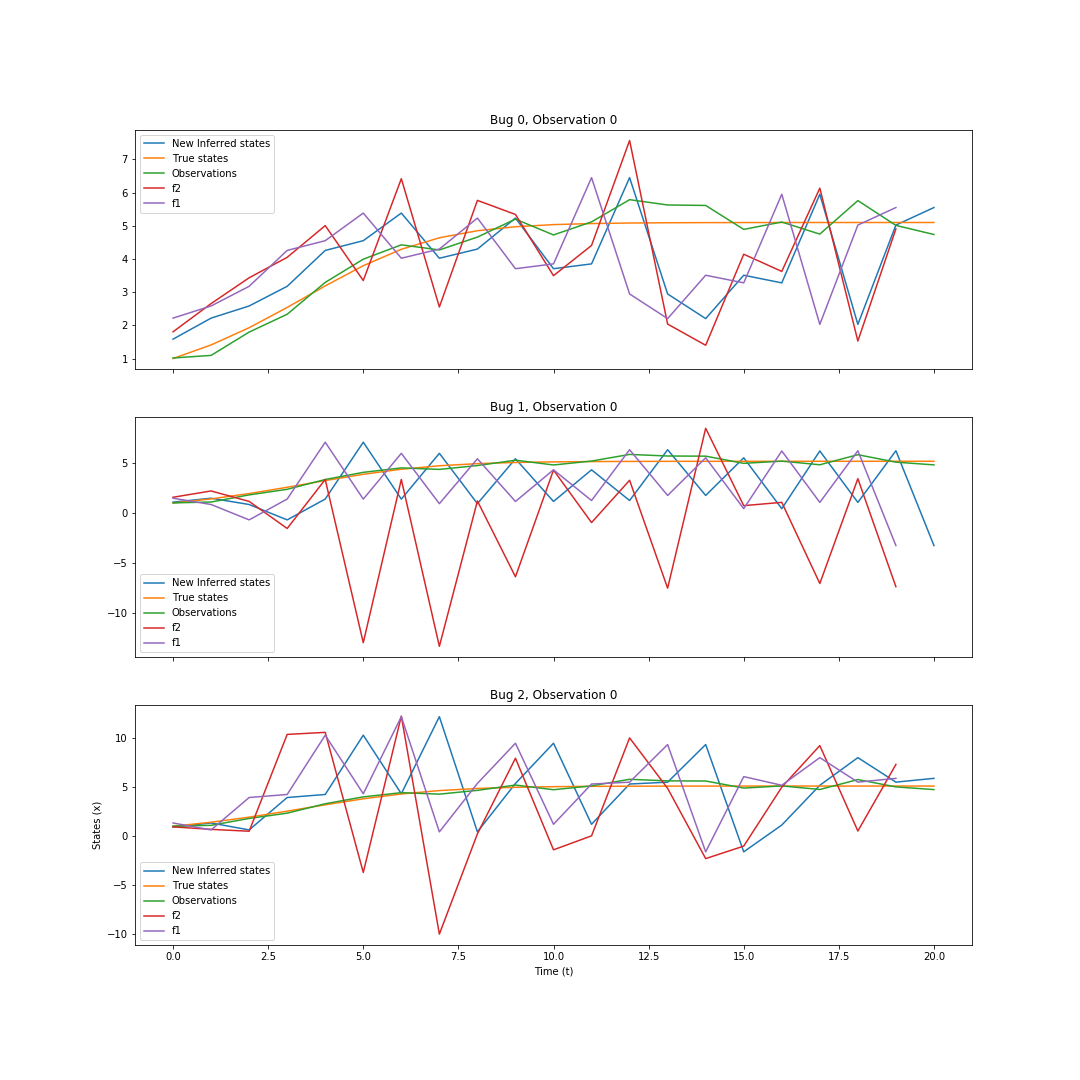 Bug 0, Observation 0
New Inferred states
True states
Observations
f2
f1
7
6
5
4
3
2
1
Bug 1, Observation 0
5
0
−5
−10
New Inferred states
True states
Observations
f2
f1
Bug 2, Observation 0
States (x)
10
5
0
−5
−10
New Inferred states
True states
Observations
f2
f1
0.0 2.5 5.0 7.5 10.0 12.5 15.0 17.5 20.0
Time (t)